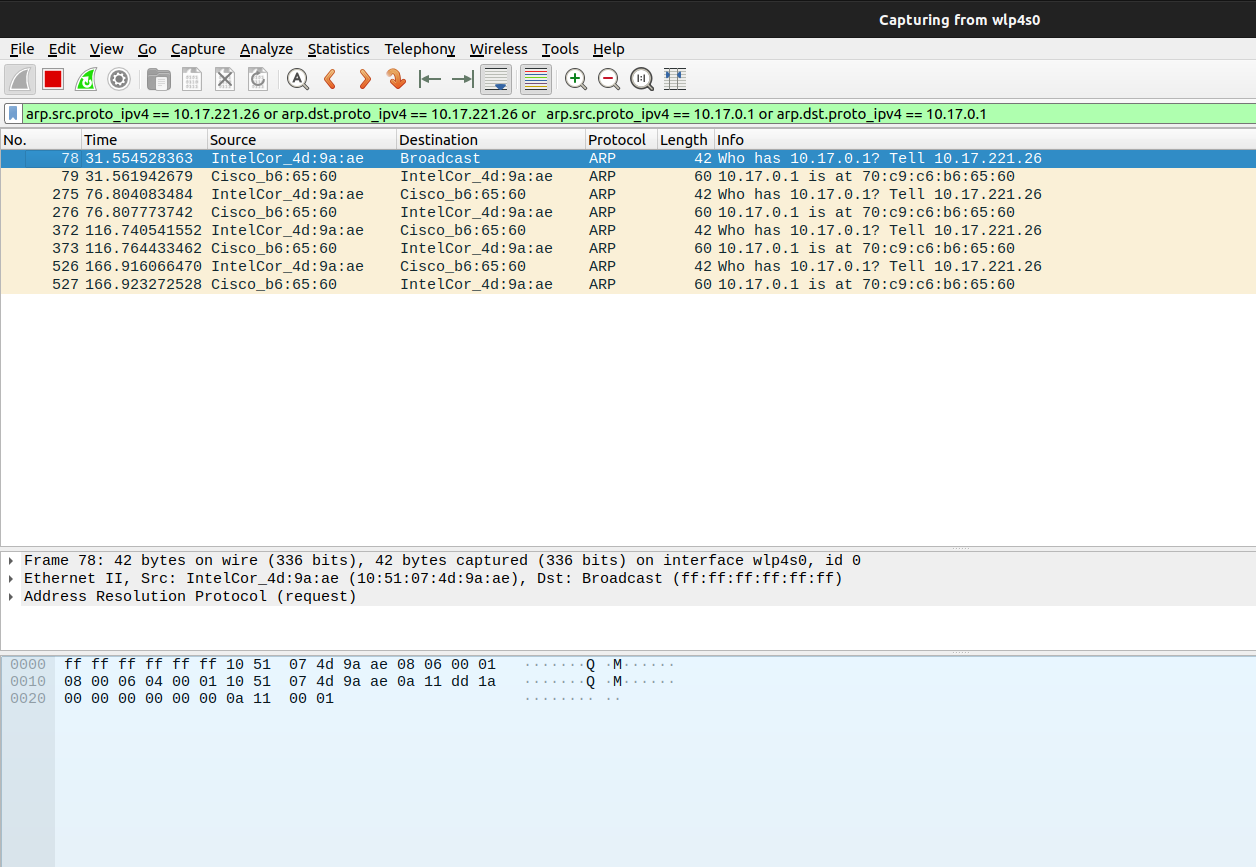 Capturing from wlp4s0
File Edit View Go Capture Analyze Statistics Telephony Wireless Tools Help
arp.src.proto_ipv4 == 10.17.221.26 or arp.dst.proto_ipv4 == 10.17.221.26 or arp.src.proto_ipv4 == 10.17.0.1 or arp.dst.proto_ipv4 == 10.17.0.1
No. Time Source Destination Protocol Length Info
78 31.554528363 IntelCor_4d:9a:ae Broadcast ARP 42 Who has 10.17.0.1? Tell 10.17.221.26
79 31.561942679 Cisco_b6:65:60 IntelCor_4d:9a:ae ARP 60 10.17.0.1 is at 70:c9:c6:b6:65:60
275 76.804083484 IntelCor_4d:9a:ae Cisco_b6:65:60 ARP 42 Who has 10.17.0.1? Tell 10.17.221.26
276 76.807773742 Cisco_b6:65:60 IntelCor_4d:9a:ae ARP 60 10.17.0.1 is at 70:c9:c6:b6:65:60
372 116.740541552 IntelCor_4d:9a:ae Cisco_b6:65:60 ARP 42 Who has 10.17.0.1? Tell 10.17.221.26
373 116.764433462 Cisco_b6:65:60 IntelCor_4d:9a:ae ARP 60 10.17.0.1 is at 70:c9:c6:b6:65:60
526 166.916066470 IntelCor_4d:9a:ae Cisco_b6:65:60 ARP 42 Who has 10.17.0.1? Tell 10.17.221.26
527 166.923272528 Cisco_b6:65:60 IntelCor_4d:9a:ae ARP 60 10.17.0.1 is at 70:c9:c6:b6:65:60
Frame 78: 42 bytes on wire (336 bits), 42 bytes captured (336 bits) on interface wlp4s0, id 0
Ethernet II, Src: IntelCor_4d:9a:ae (10:51:07:4d:9a:ae), Dst: Broadcast (ff:ff:ff:ff:ff:ff)
Address Resolution Protocol (request)
0000 ff ff ff ff ff ff 10 51 07 4d 9a ae 08 06 00 01 ·······Q ·M······
0010 08 00 06 04 00 01 10 51 07 4d 9a ae 0a 11 dd 1a ·······Q ·M······
0020 00 00 00 00 00 00 0a 11 00 01 ········ ··